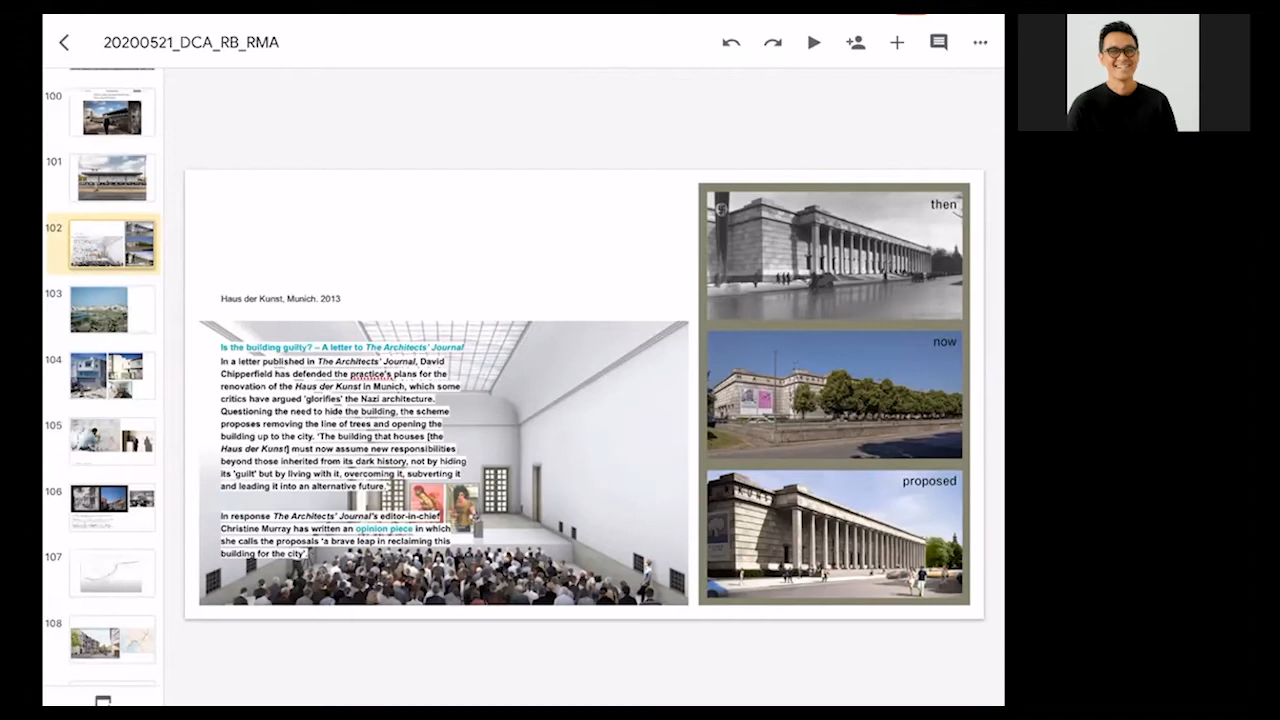 20200521_DCA_RB_RMA
100
101
102
103
104
105
106
107
108
Haus der Kunst, Munich. 2013
Is the building guilty? – A letter to The Architects' Journal
In a letter published in The Architects' Journal, David
Chipperfield has defended the practice's plans for the
renovation of the Haus der Kunst in Munich, which some
critics have argued 'glorifies' the Nazi architecture.
Questioning the need to hide the building, the scheme
proposes removing the line of trees and opening the
building up to the city. 'The building that houses [the
Haus der Kunst] must now assume new responsibilities
beyond those inherited from its dark history, not by hiding
its 'guilt' but by living with it, overcoming it, subverting it
and leading it into an alternative future.'
In response The Architects' Journal's editor-in-chief
Christine Murray has written an opinion piece in which
she calls the proposals 'a brave leap in reclaiming this
building for the city'.
then
now
proposed